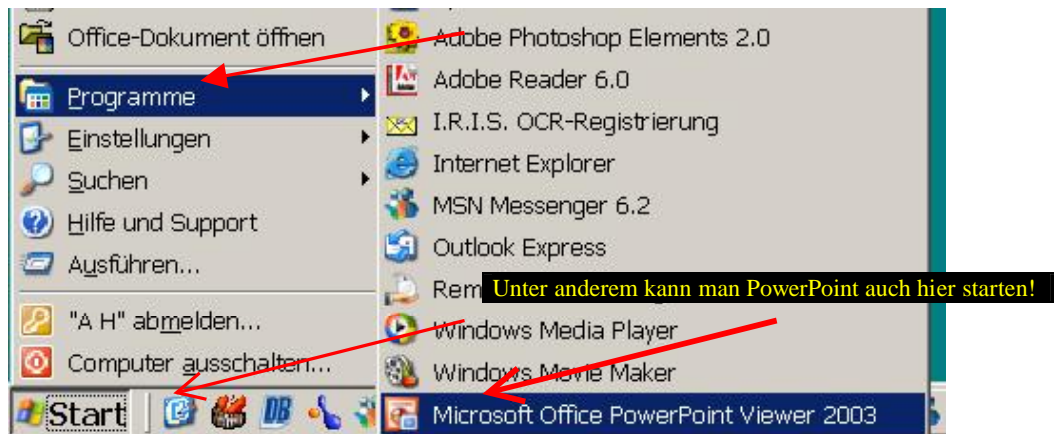 Office-Dokument öffnen
Programme
Einstellungen
Suchen
Hilfe und Support
Ausführen...
"A H" abmelden...
Computer ausschalten...
Start
DB
Adobe Photoshop Elements 2.0
Adobe Reader 6.0
I.R.I.S. OCR-Registrierung
Internet Explorer
MSN Messenger 6.2
Outlook Express
Unter anderem kann man PowerPoint auch hier starten!
Windows Media Player
Windows Movie Maker
Microsoft Office PowerPoint Viewer 2003